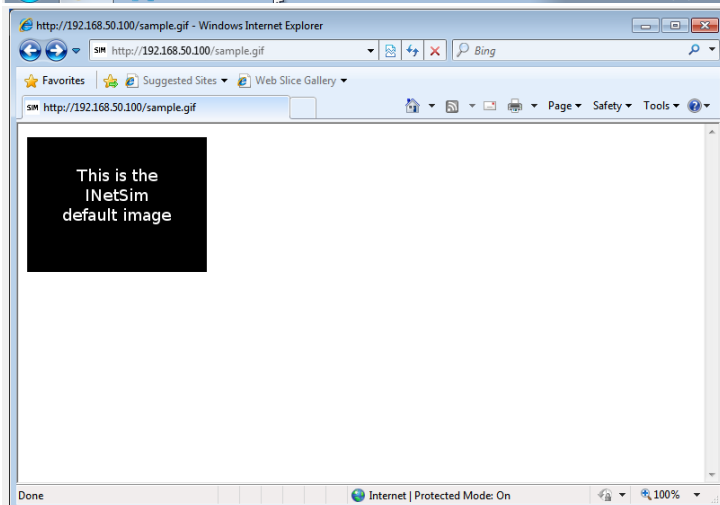 http://192.168.50.100/sample.gif - Windows Internet Explorer
SIM http://192.168.50.100/sample.gif Bing
Favorites Suggested Sites Web Slice Gallery
SIM http://192.168.50.100/sample.gif Page Safety Tools
This is the
INetSim
default image
Done Internet | Protected Mode: On 100%